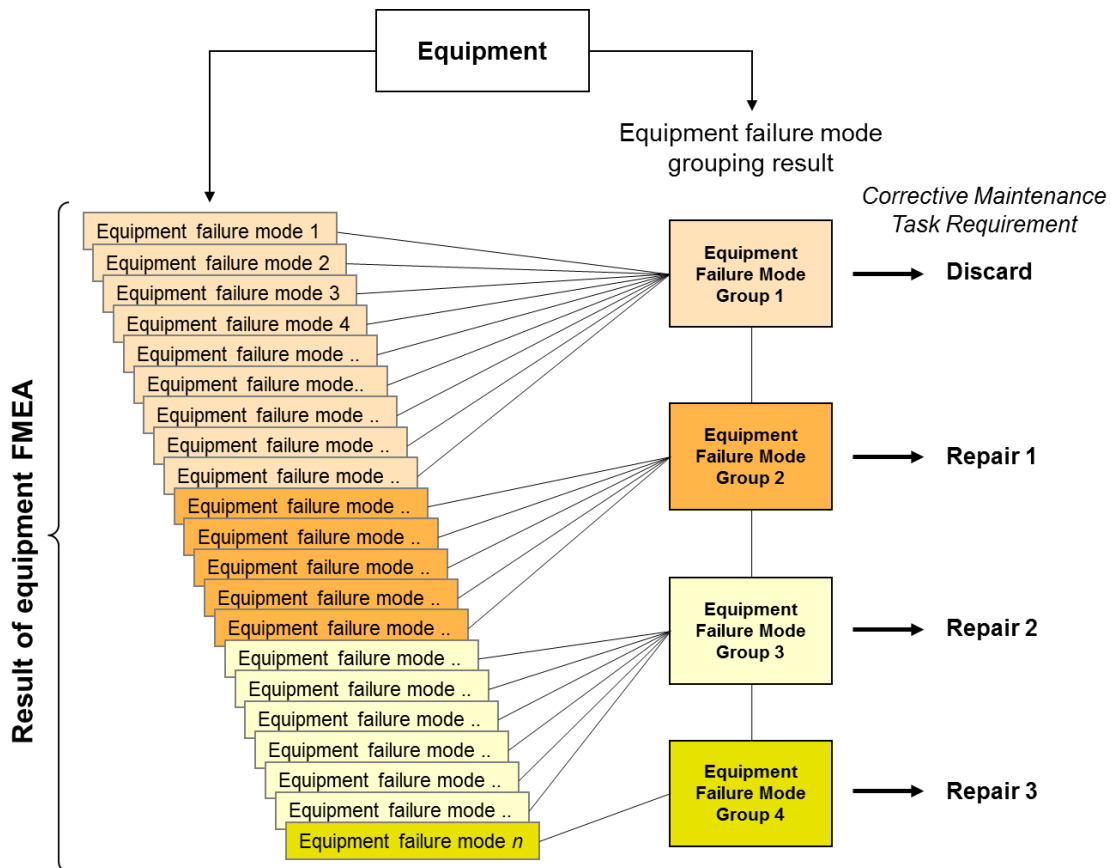 Equipment
Equipment failure mode
grouping result
Corrective Maintenance
Task Requirement
Result of equipment FMEA
Equipment failure mode 1
Equipment failure mode 2
Equipment failure mode 3
Equipment failure mode 4
Equipment failure mode ..
Equipment failure mode..
Equipment failure mode ..
Equipment failure mode ..
Equipment failure mode ..
Equipment failure mode ..
Equipment failure mode ..
Equipment failure mode ..
Equipment failure mode ..
Equipment failure mode ..
Equipment failure mode ..
Equipment failure mode ..
Equipment failure mode ..
Equipment failure mode ..
Equipment failure mode ..
Equipment failure mode ..
Equipment failure mode n
Equipment
Failure Mode
Group 1
Discard
Equipment
Failure Mode
Group 2
Repair 1
Equipment
Failure Mode
Group 3
Repair 2
Equipment
Failure Mode
Group 4
Repair 3